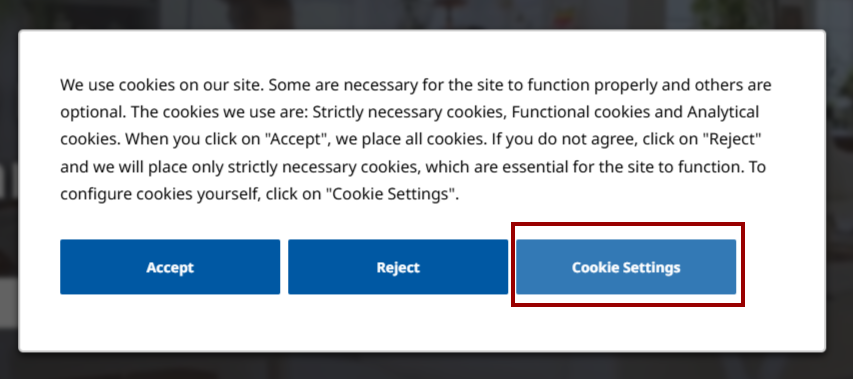 We use cookies on our site. Some are necessary for the site to function properly and others are
optional. The cookies we use are: Strictly necessary cookies, Functional cookies and Analytical
cookies. When you click on "Accept", we place all cookies. If you do not agree, click on "Reject"
and we will place only strictly necessary cookies, which are essential for the site to function. To
configure cookies yourself, click on "Cookie Settings".
Accept
Reject
Cookie Settings